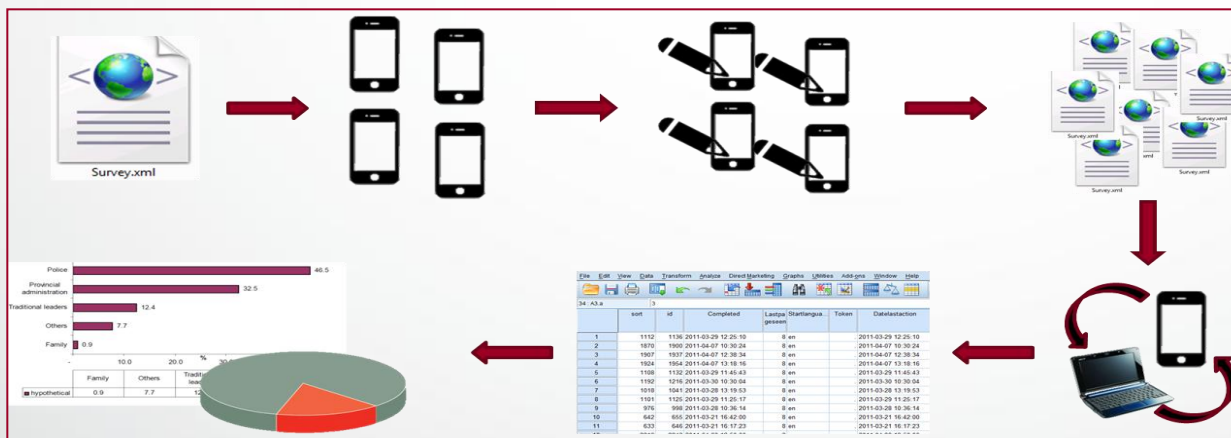 Survey.xml
Survey.xml
Survey.xml
Survey.xml
Survey.xml
Police 46.5
Provincial
administration 32.5
Traditional leaders 12.4
Others 7.7
Family 0.9
- 10.0 20.0 % 30.0
Family Others
hypothetical 0.9 7.7
File Edit View Data Transform Analyze Direct Marketing Graphs Utilities Add-ons Window Help
34 : A3.a 3
sort id Completed Lastpa Startlangua... Token Datelastaction
geseen
1 1112 1136 2011-03-29 12:25:10 8 en 2011-03-29 12:25:10
2 1870 1900 2011-04-07 10:30:24 8 en 2011-04-07 10:30:24
3 1907 1937 2011-04-07 12:38:34 8 en 2011-04-07 12:38:34
4 1924 1954 2011-04-07 13:18:16 8 en 2011-04-07 13:18:16
5 1108 1132 2011-03-29 11:45:43 8 en 2011-03-29 11:45:43
6 1192 1216 2011-03-30 10:30:04 8 en 2011-03-30 10:30:04
7 1018 1041 2011-03-28 13:19:53 8 en 2011-03-28 13:19:53
8 1101 1125 2011-03-29 11:25:17 8 en 2011-03-29 11:25:17
9 976 998 2011-03-28 10:36:14 8 en 2011-03-28 10:36:14
10 642 655 2011-03-21 16:42:00 8 en 2011-03-21 16:42:00
11 633 646 2011-03-21 16:17:23 8 en 2011-03-21 16:17:23